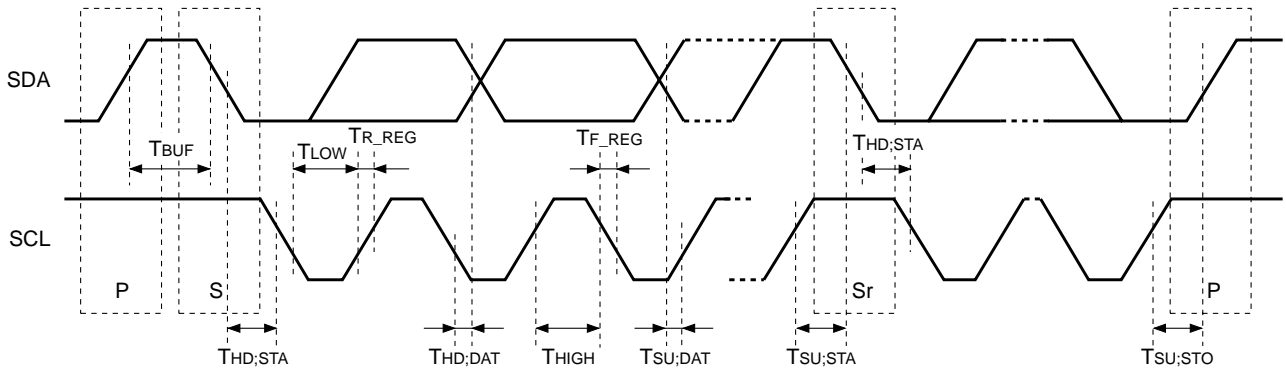 SDA
TBUF
TLOW
TR_REG
TF_REG
THD;STA
SCL
P
S
Sr
P
THD;STA
THD;DAT
THIGH
TSU;DAT
TSU;STA
TSU;STO